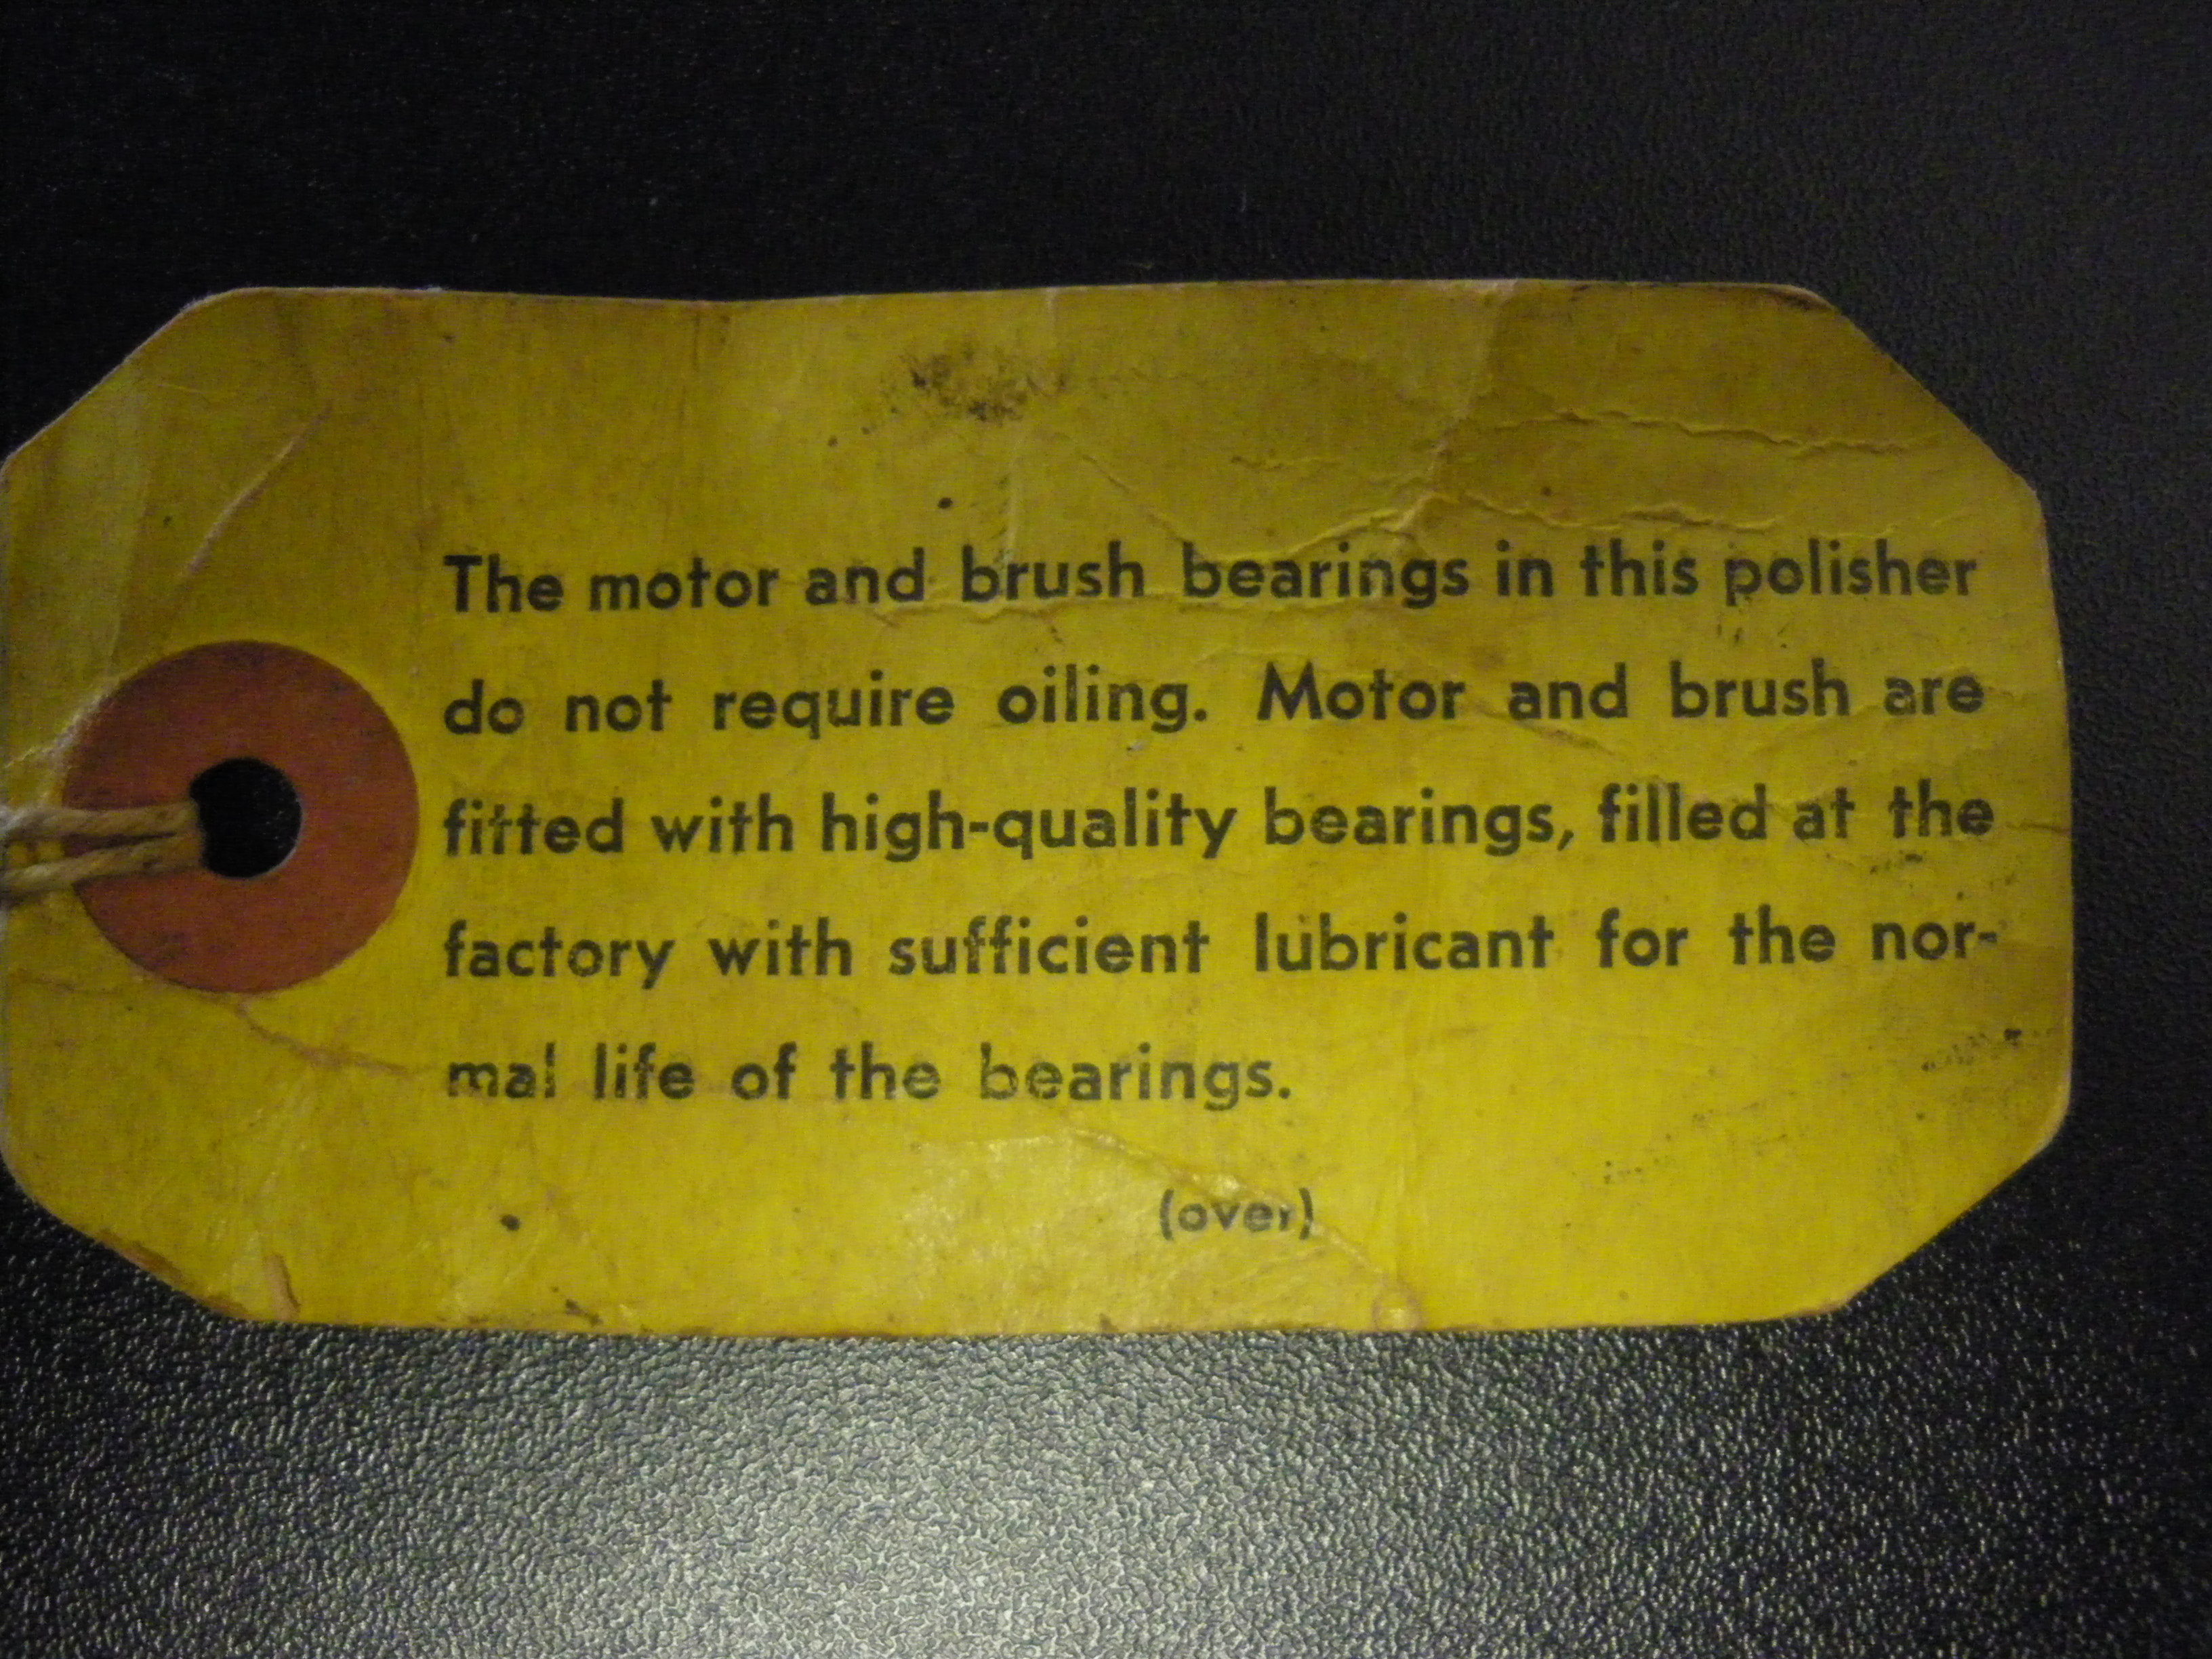 The motor and brush bearings in this polisher
do not require oiling. Motor and brush are
fitted with high-quality bearings, filled at the
factory with sufficient lubricant for the nor-
mal life of the bearings.
(over)